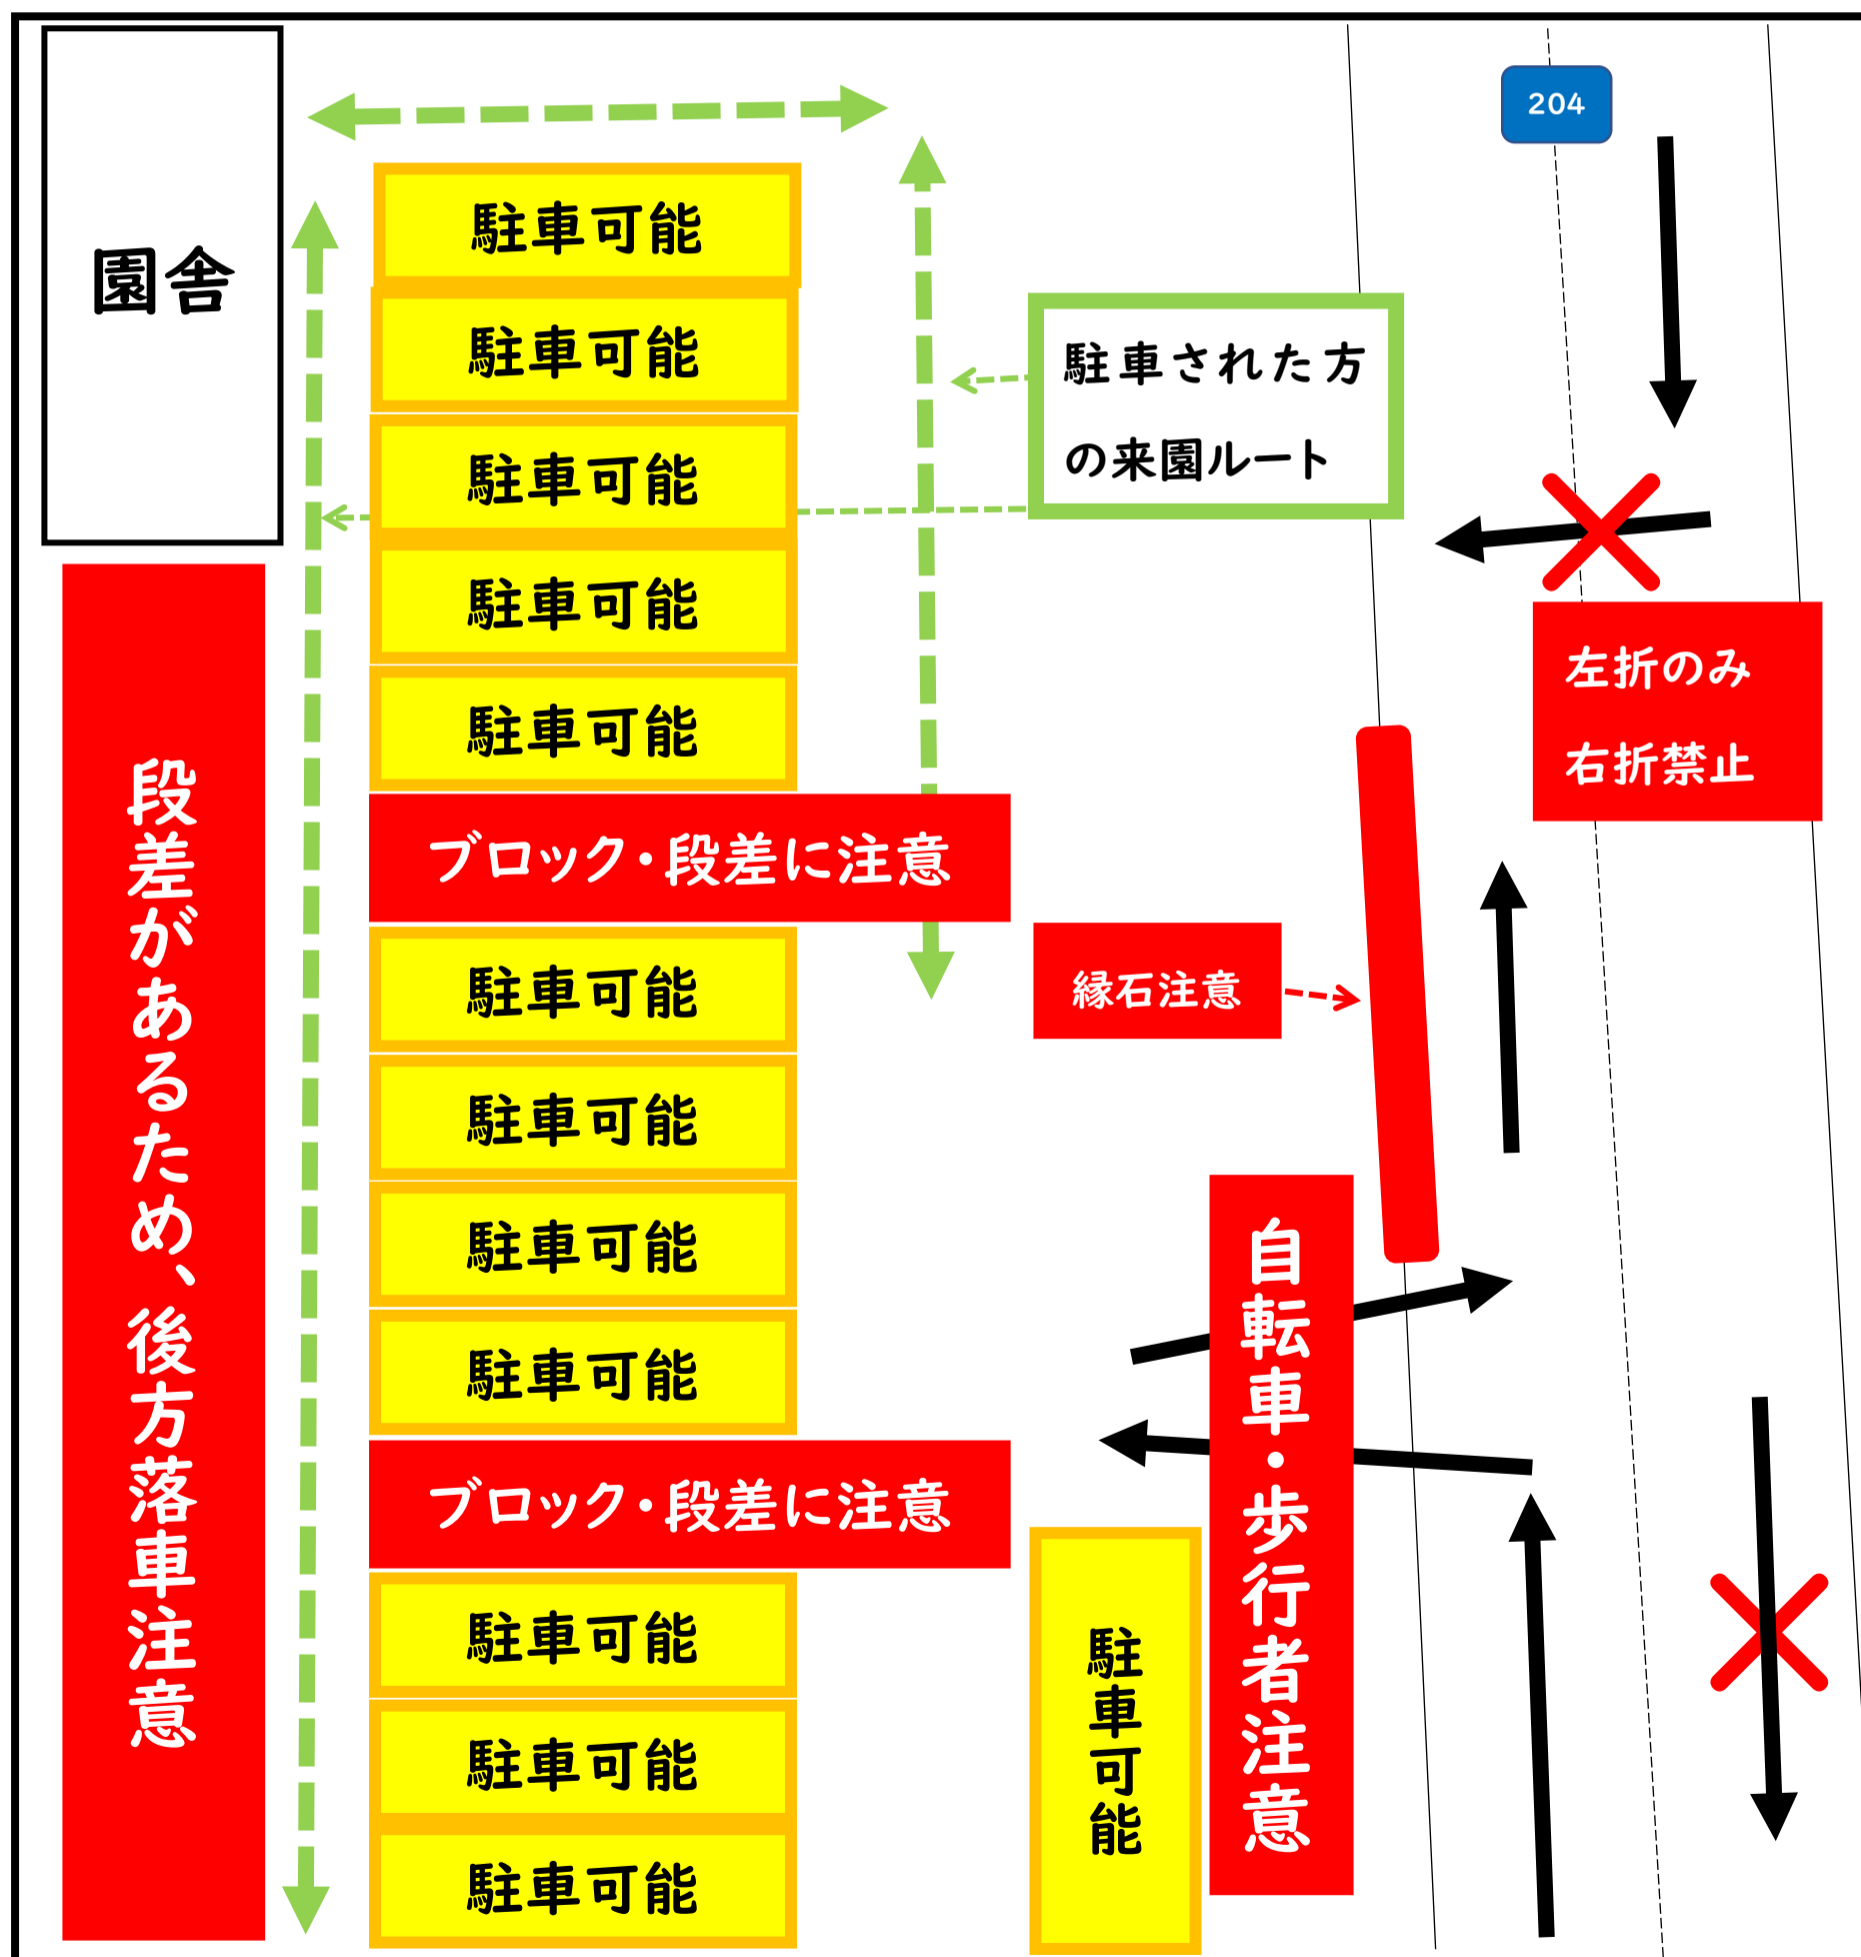 204
園舎
駐車可能
駐車可能
駐車された方
の来園ルート
駐車可能
駐車可能
駐車可能
左折のみ
右折禁止
段差があるため、後方落車注意
ブロック・段差に注意
縁石注意
駐車可能
駐車可能
駐車可能
駐車可能
自転車・歩行者注意
ブロック・段差に注意
駐車可能
駐車可能
駐車可能
駐車可能